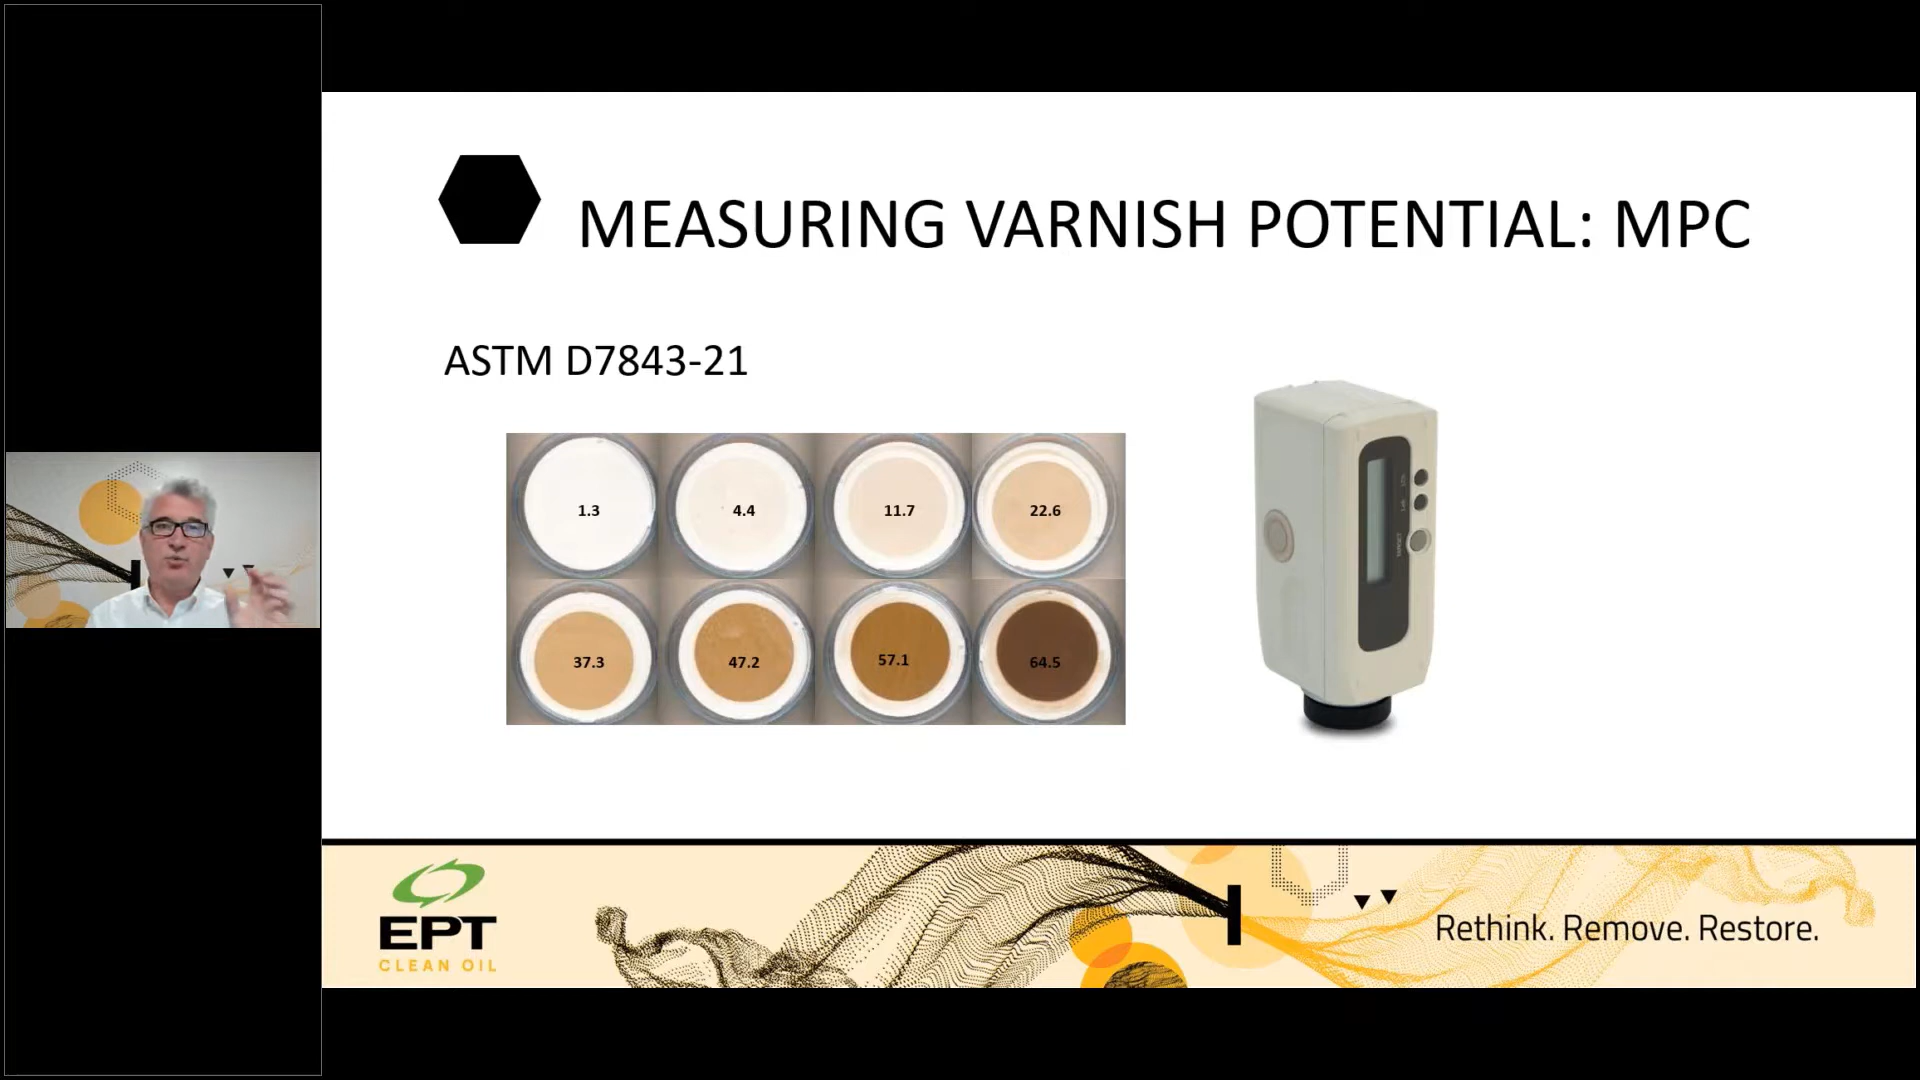 MEASURING VARNISH POTENTIAL: MPC
ASTM D7843-21
1.3
4.4
11.7
22.6
37.3
47.2
57.1
64.5
EPT
CLEAN OIL
Rethink. Remove. Restore.